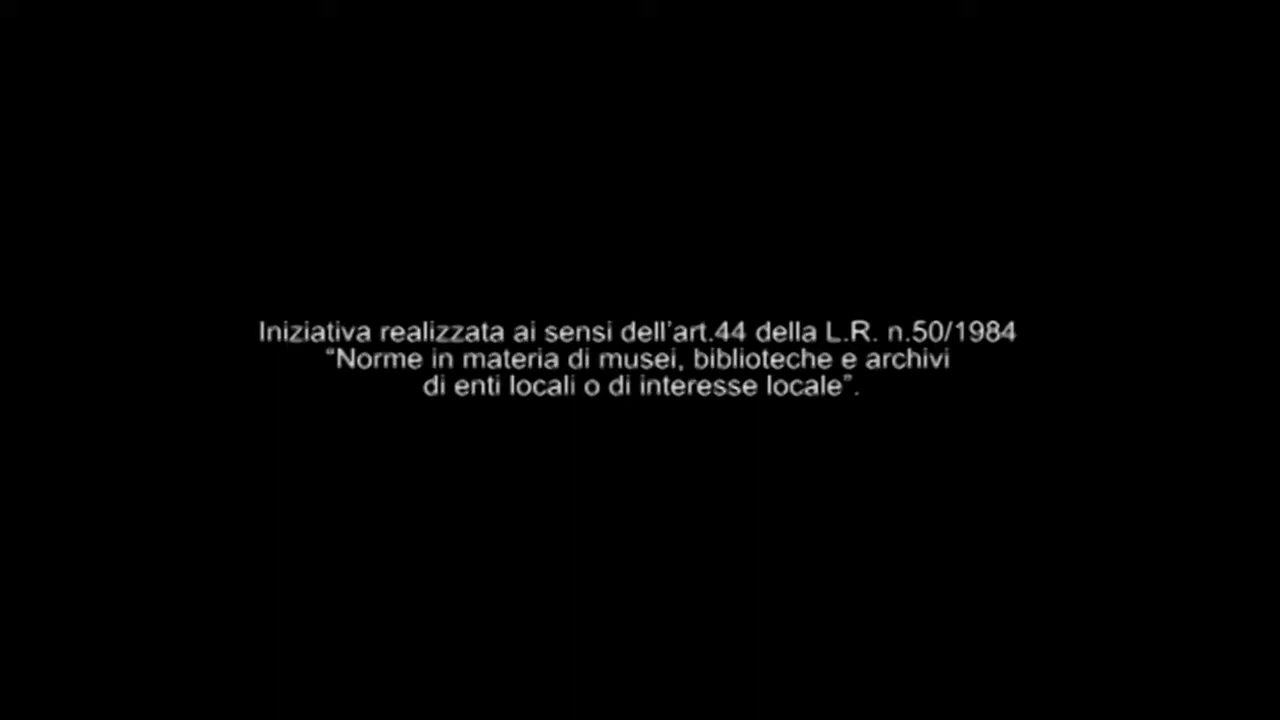 Iniziativa realizzata ai sensi dell'art.44 della L.R. n.50/1984
“Norme in materia di musei, biblioteche e archivi
di enti locali o di interesse locale”.